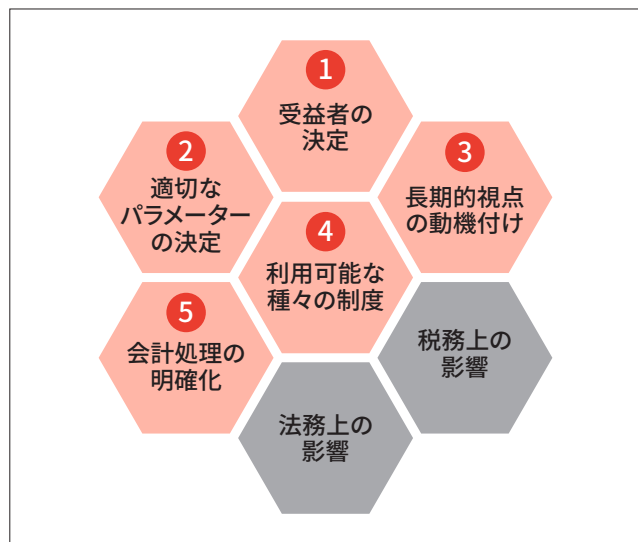 1
受益者の
決定
2
適切な
パラメーター
の決定
3
長期的視点
の動機付け
4
利用可能な
種々の制度
5
会計処理の
明確化
税務上の
影響
法務上の
影響